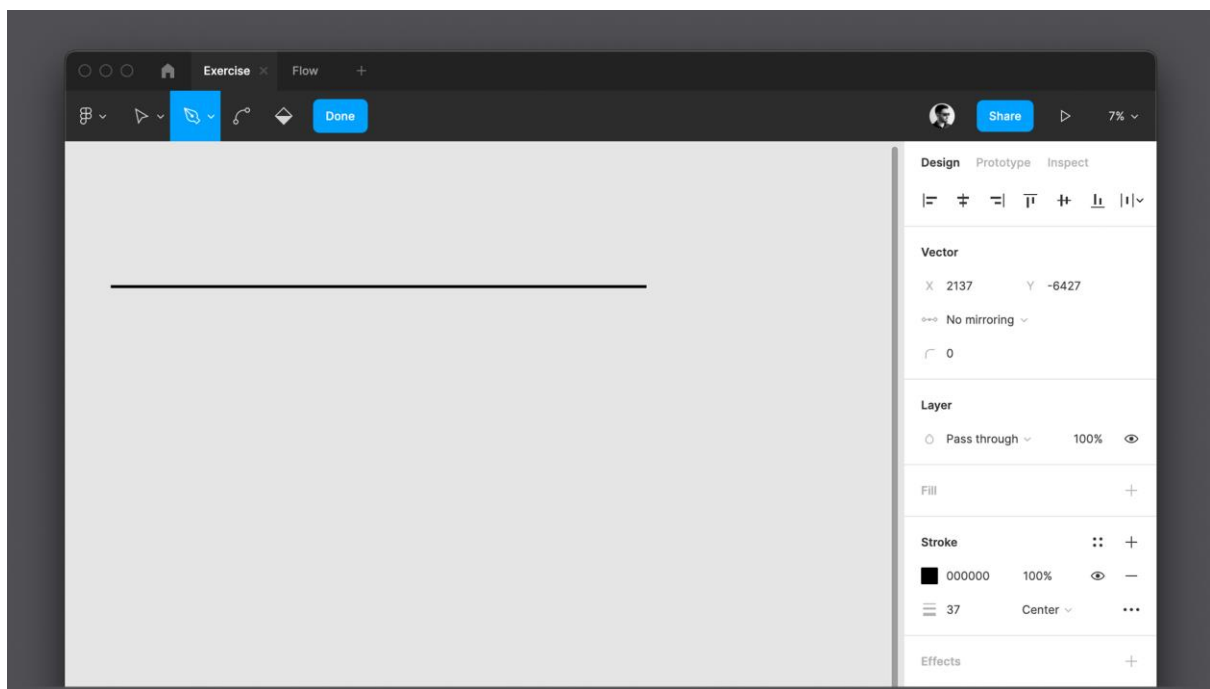 Exercise Flow
Done Share 7%
Design Prototype Inspect
Vector
X 2137 Y -6427
No mirroring
0
Layer
Pass through 100%
Fill
Stroke
000000 100%
37 Center
Effects